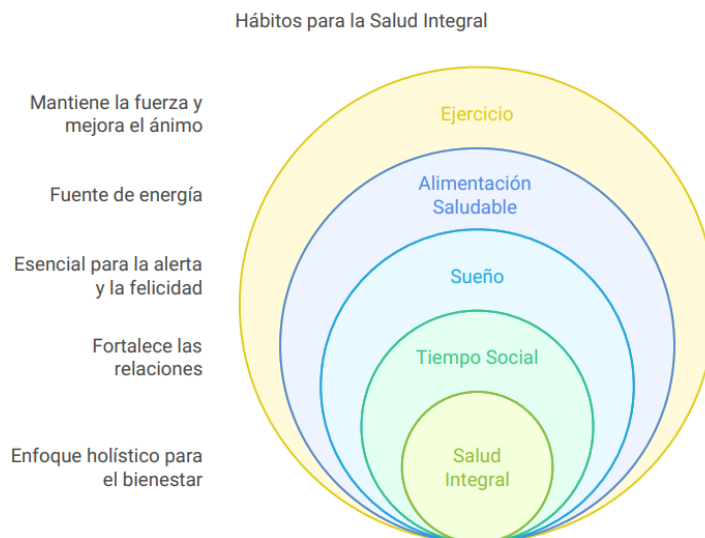 Hábitos para la Salud Integral
Mantiene la fuerza y
mejora el ánimo
Ejercicio
Fuente de energía
Alimentación
Saludable
Esencial para la alerta
y la felicidad
Sueño
Fortalece las
relaciones
Tiempo Social
Enfoque holístico para
el bienestar
Salud
Integral